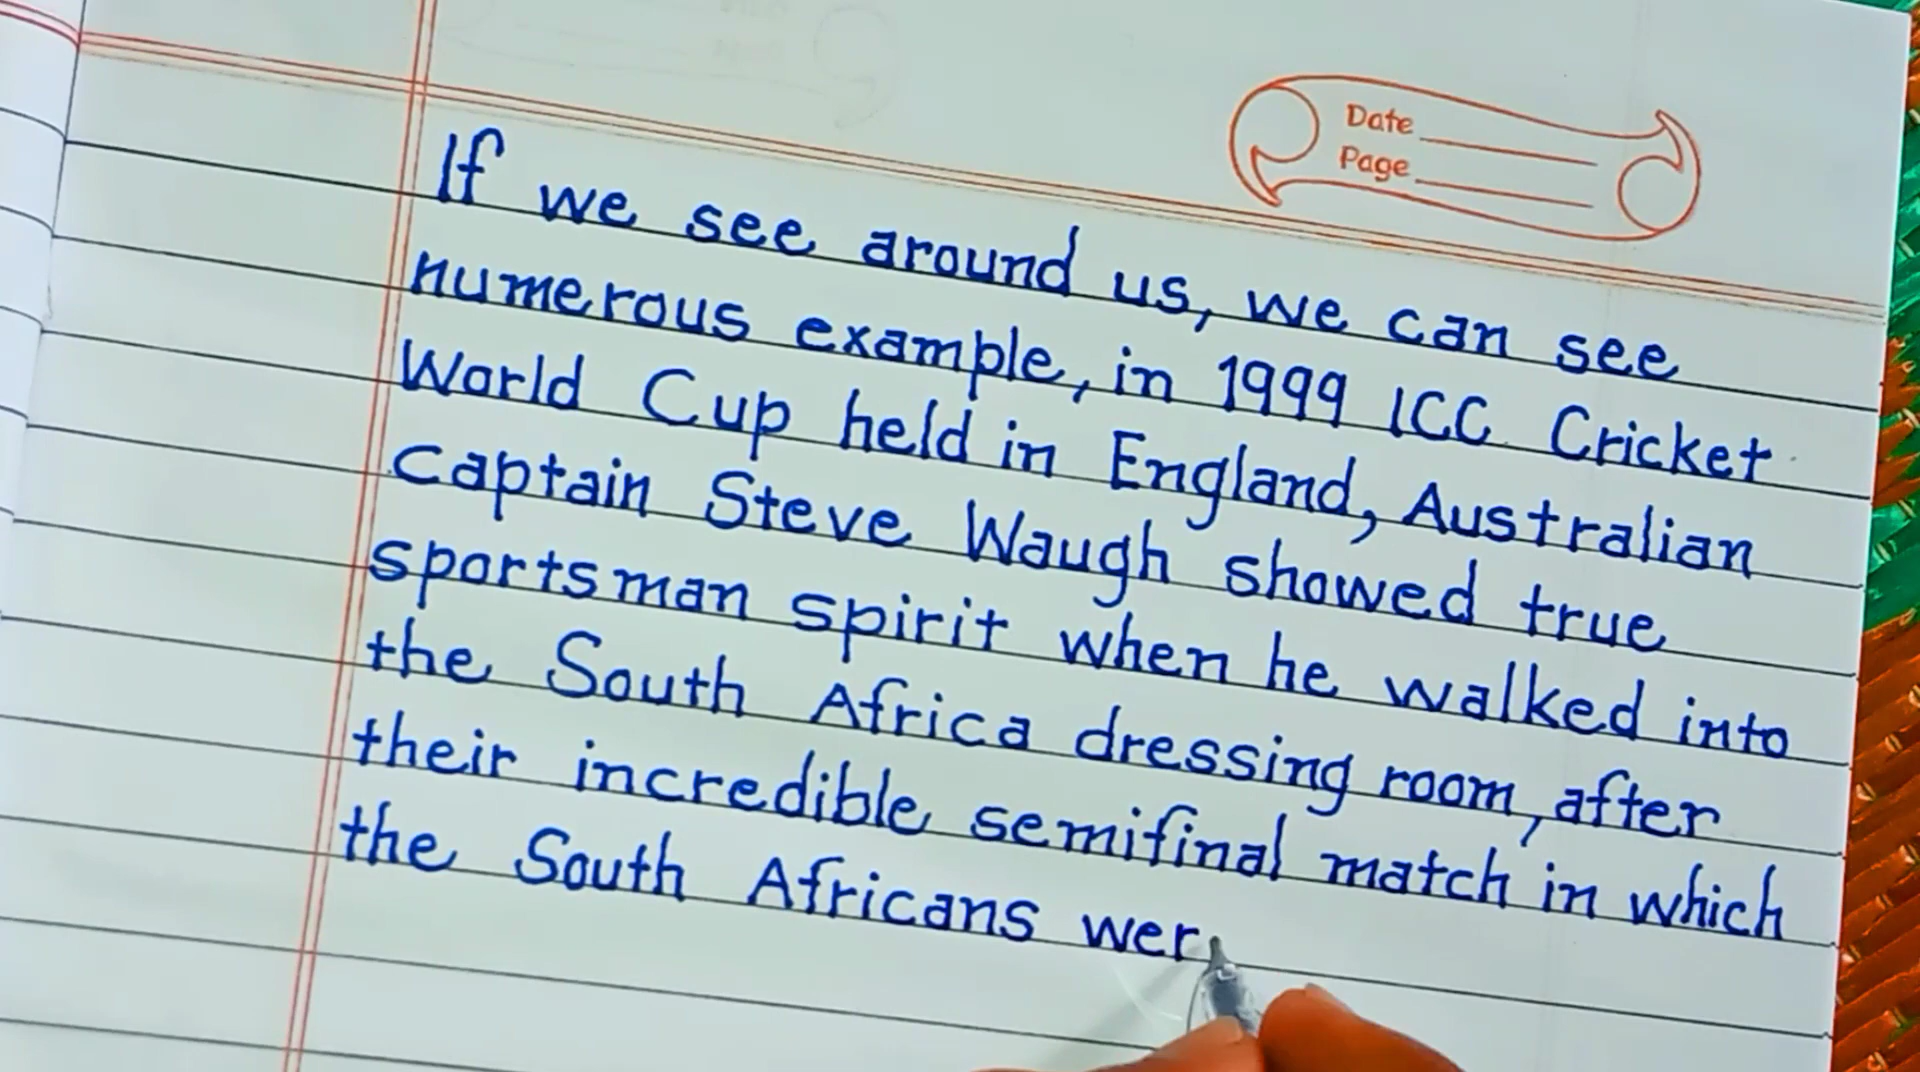 Date
Page
If we see around us, we can see
numerous example, in 1999 ICC Cricket
World Cup held in England, Australian
captain Steve Waugh showed true
sportsman spirit when he walked into
the South Africa dressing room, after
their incredible semifinal match in which
the South Africans wer